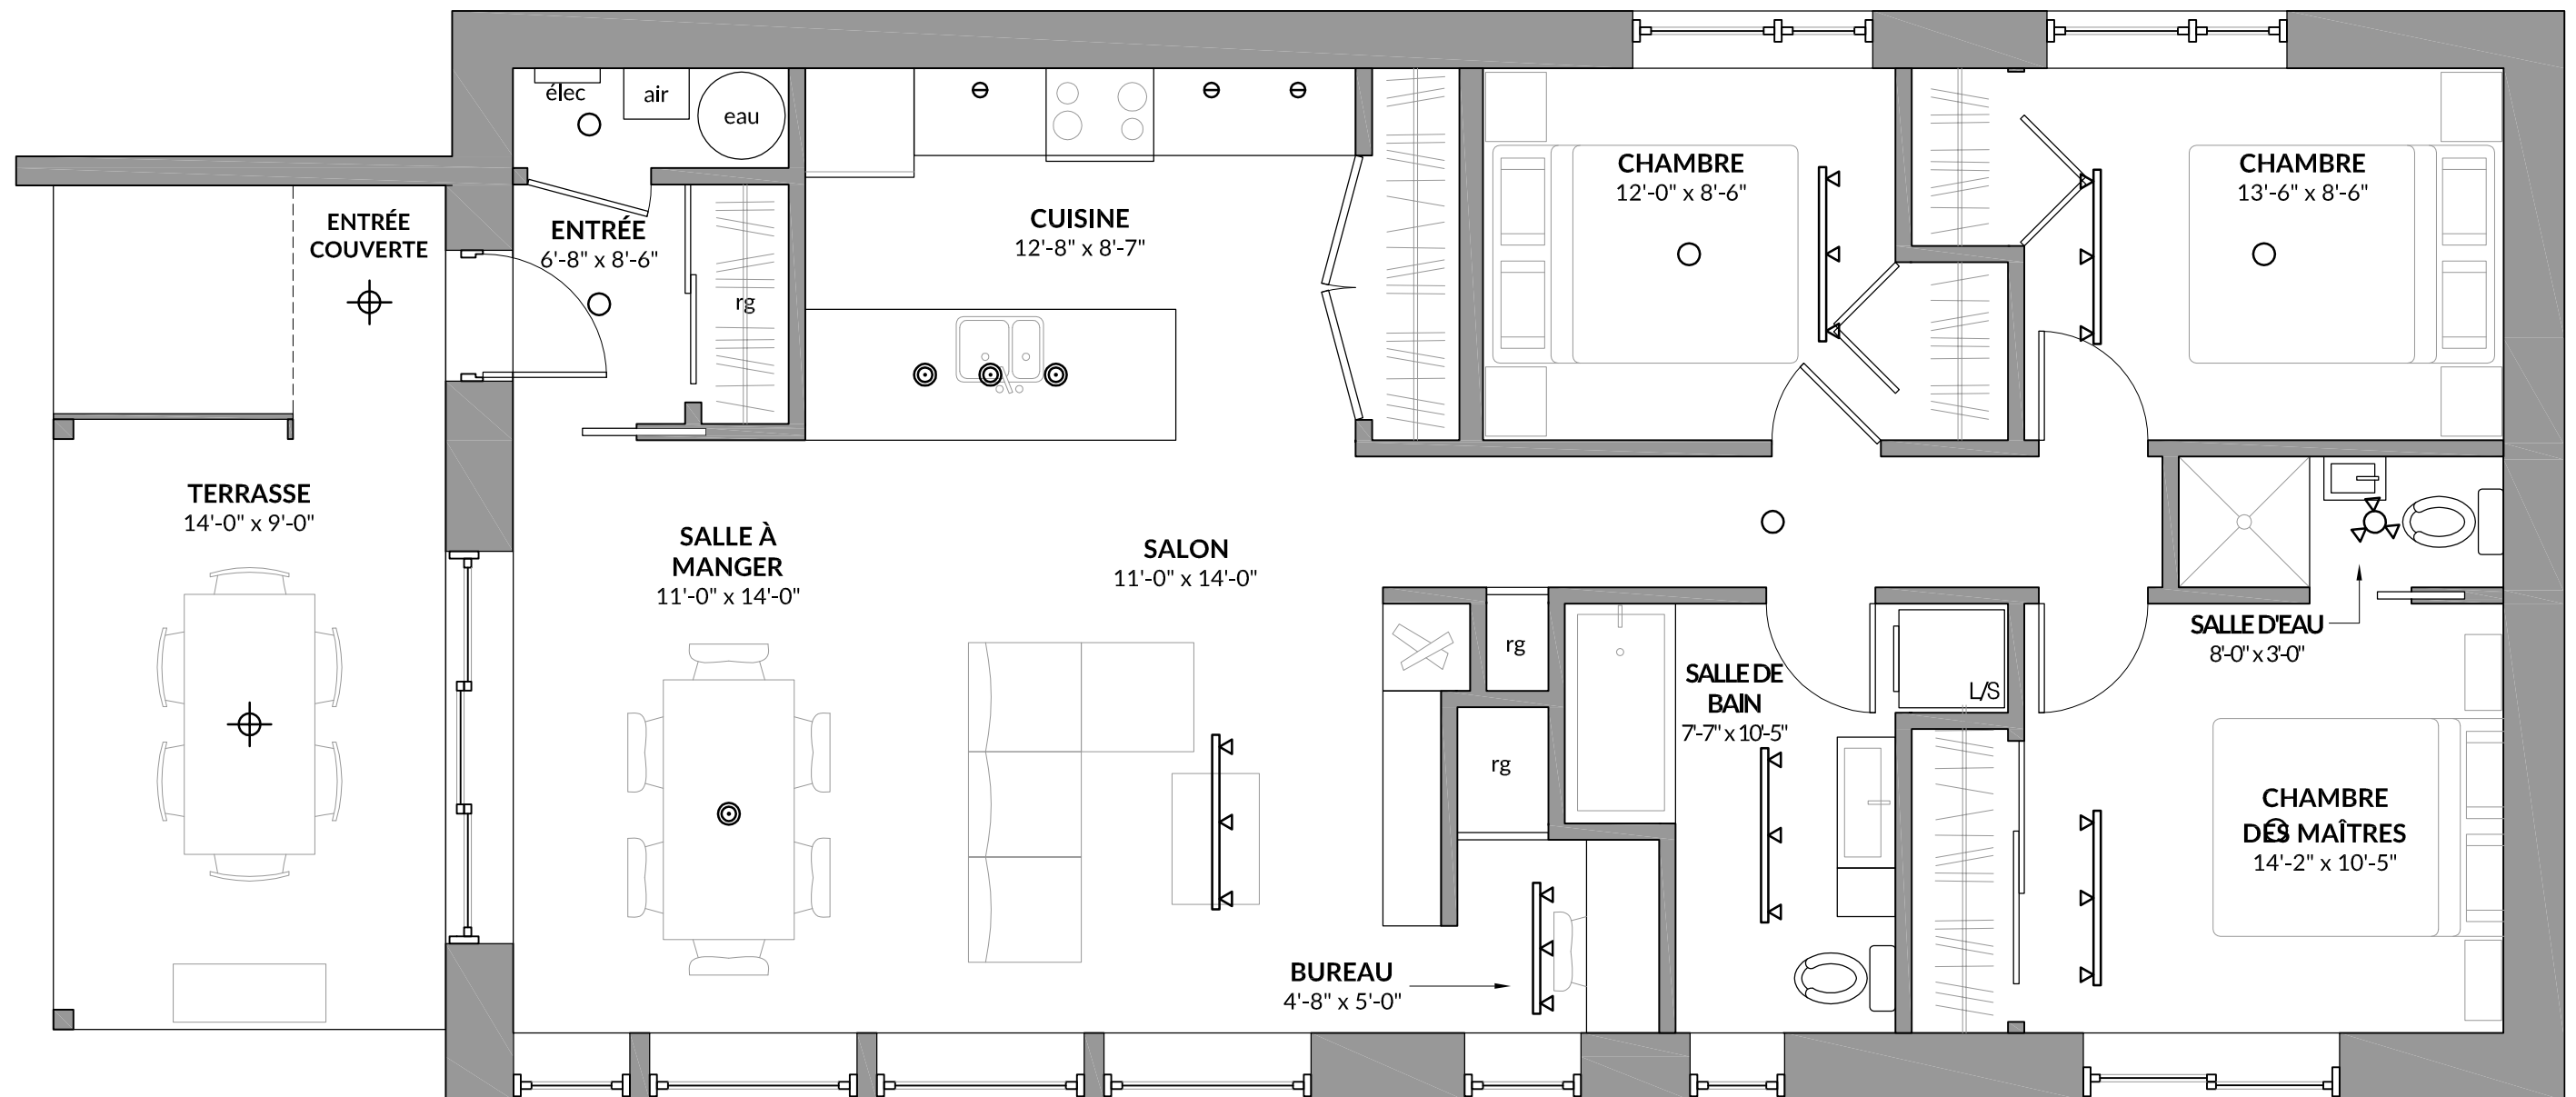 élec
air
eau
ENTRÉE
COUVERTE
ENTRÉE
6'-8" x 8'-6"
rg
CUISINE
12'-8" x 8'-7"
CHAMBRE
12'-0" x 8'-6"
CHAMBRE
13'-6" x 8'-6"
TERRASSE
14'-0" x 9'-0"
SALLE À
MANGER
11'-0" x 14'-0"
SALON
11'-0" x 14'-0"
rg
rg
SALLE DE
BAIN
7'-7" x 10'-5"
L/S
SALLE D'EAU
8'-0" x 3'-0"
CHAMBRE
DES MAÎTRES
14'-2" x 10'-5"
BUREAU
4'-8" x 5'-0"